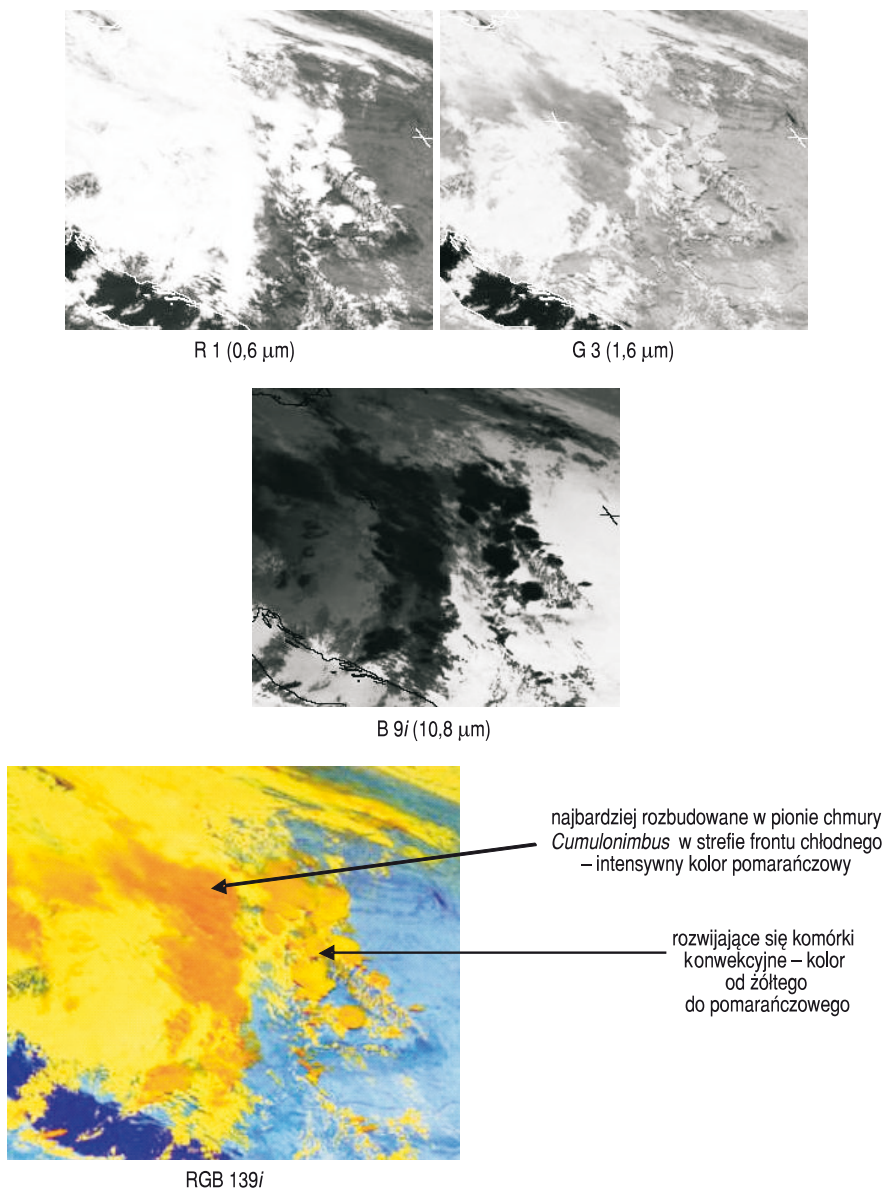 R 1 (0,6 μm)
G 3 (1,6 μm)
B 9i (10,8 μm)
najbardziej rozbudowane w pionie chmury
Cumulonimbus w strefie frontu chłodnego
– intensywny kolor pomarańczowy
rozwijające się komórki
konwekcyjne – kolor
od żółtego
do pomarańczowego
RGB 139i